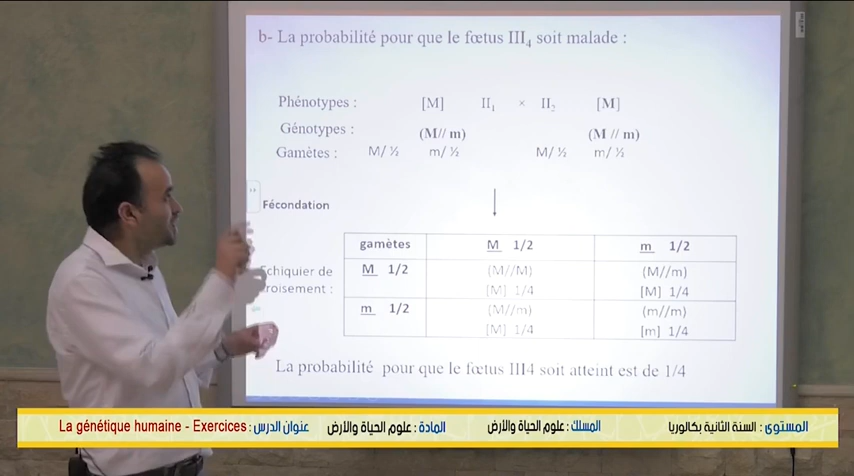 b- La probabilité pour que le fœtus III4 soit malade :
Phénotypes : [M] II1 × II2 [M]
Génotypes : (M// m) (M // m)
Gamètes : M/ ½ m/ ½ M/ ½ m/ ½
Fécondation
gamètes M 1/2 m 1/2
Echiquier de croisement :
M 1/2 (M//M) [M] 1/4 (M//m) [M] 1/4
m 1/2 (M//m) [M] 1/4 (m//m) [m] 1/4
La probabilité pour que le fœtus III4 soit atteint est de 1/4
المستوى : السنة الثانية بكالوريا المسلك : علوم الحياة والأرض المادة : علوم الحياة والأرض عنوان الدرس : La génétique humaine - Exercices